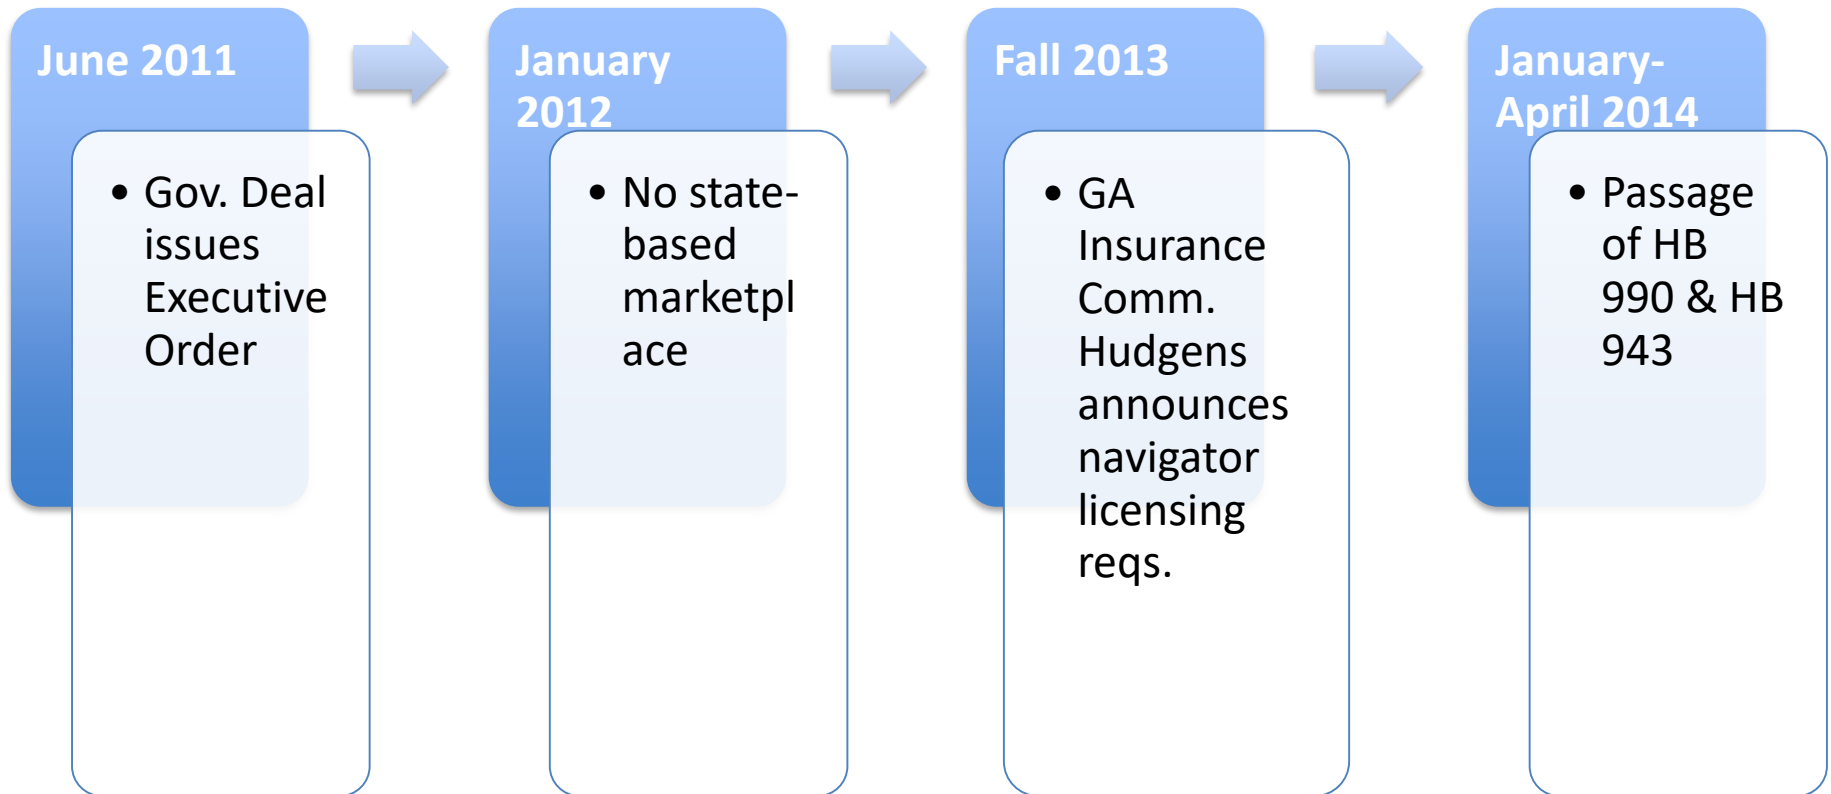 June 2011
• Gov. Deal
issues
Executive
Order
January
2012
• No state-
based
marketpl
ace
Fall 2013
• GA
Insurance
Comm.
Hudgens
announces
navigator
licensing
reqs.
January-
April 2014
• Passage
of HB
990 & HB
943